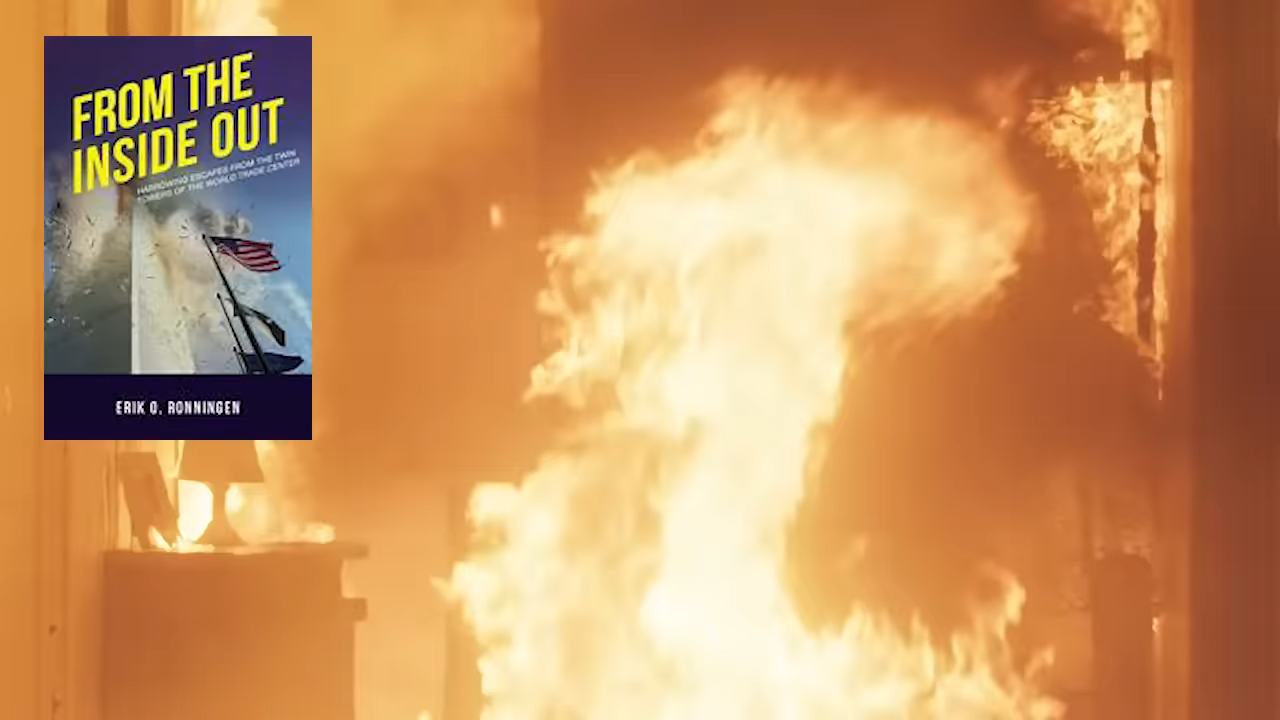 FROM THE
INSIDE OUT
HARROWING ESCAPES FROM THE TWIN
TOWERS OF THE WORLD TRADE CENTER
ERIK O. RONNINGEN